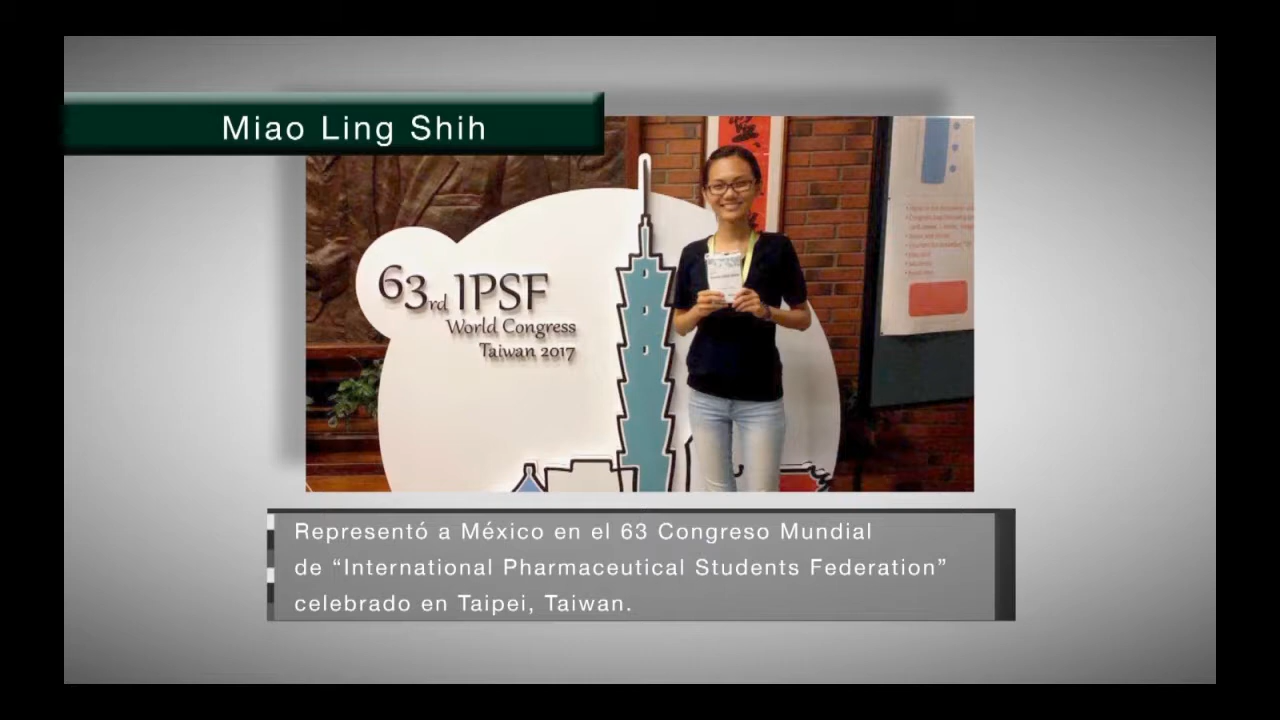 Miao Ling Shih
63rd IPSF
World Congress
Taiwan 2017
Representó a México en el 63 Congreso Mundial
de “International Pharmaceutical Students Federation”
celebrado en Taipei, Taiwan.